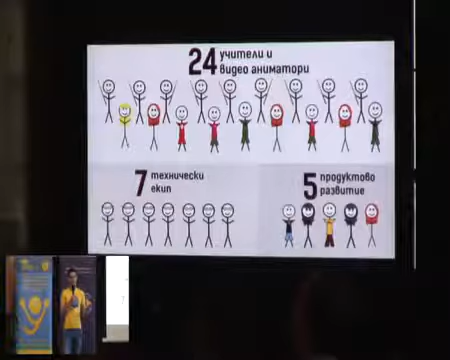 24 учители и
видео аниматори
7 технически
екип
5 продуктово
развитие